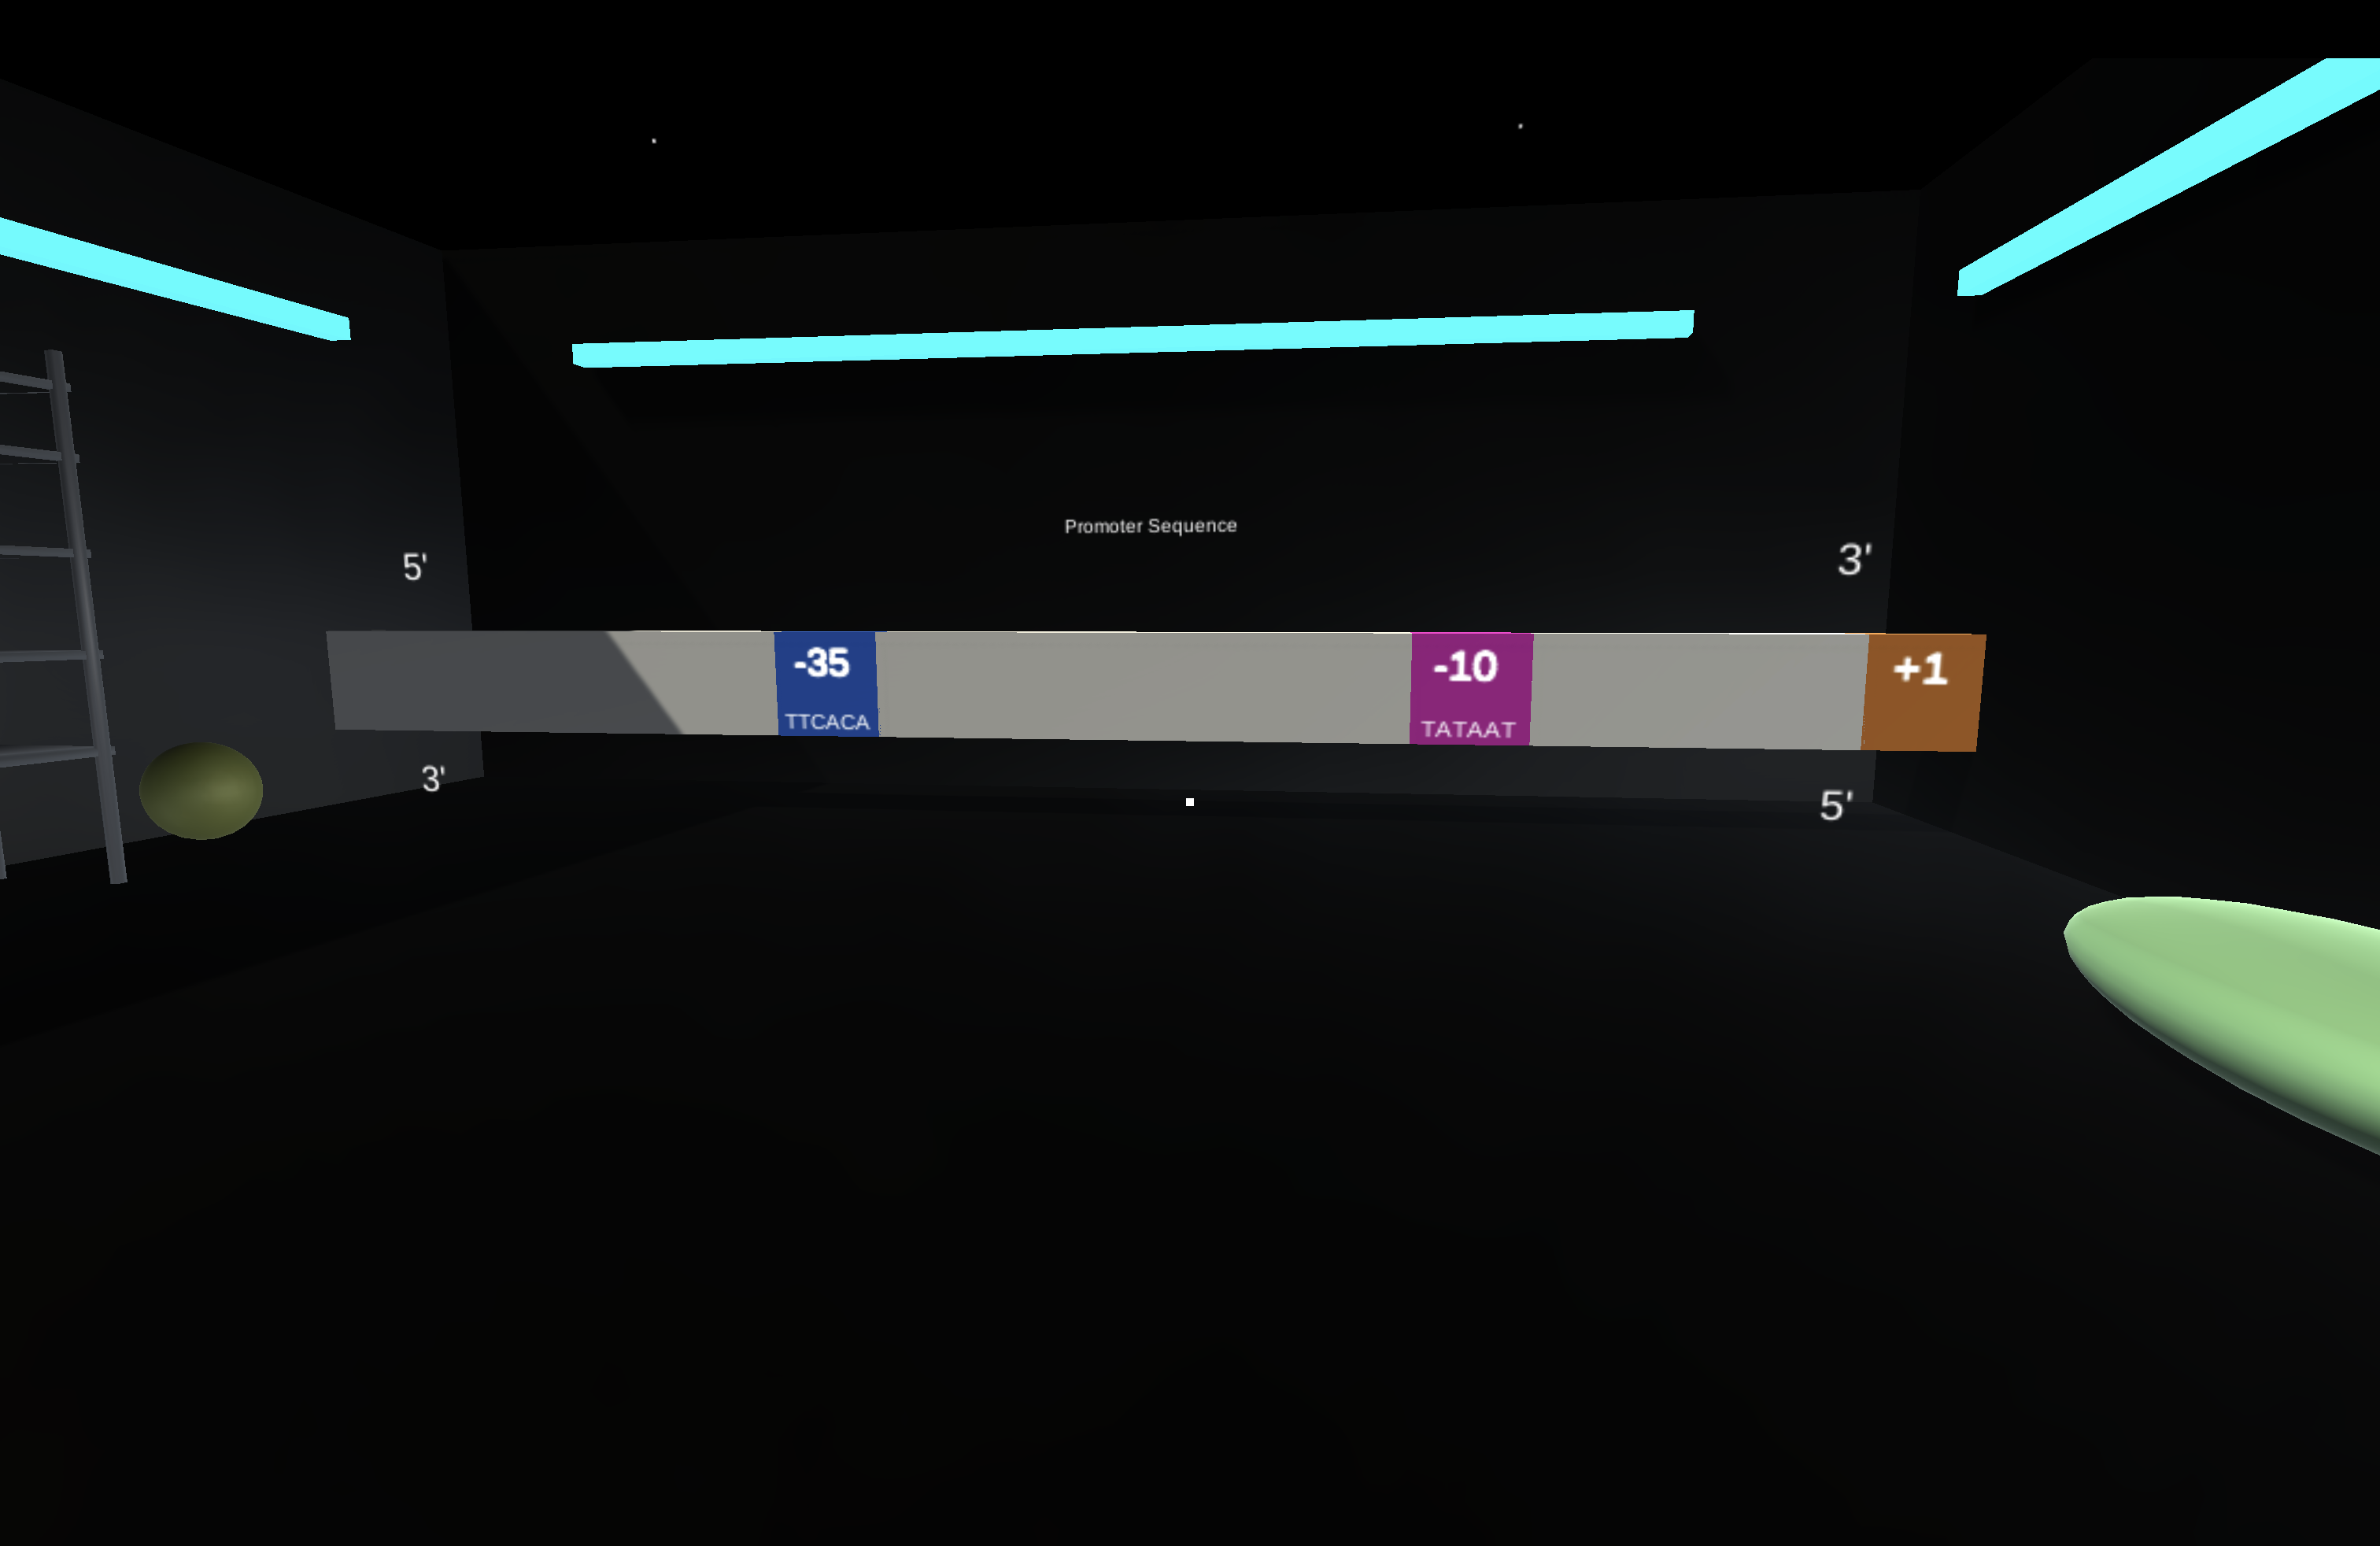 Promoter Sequence
5' 3'
-35 -10 +1
TTCACA TATAAT
3' 5'